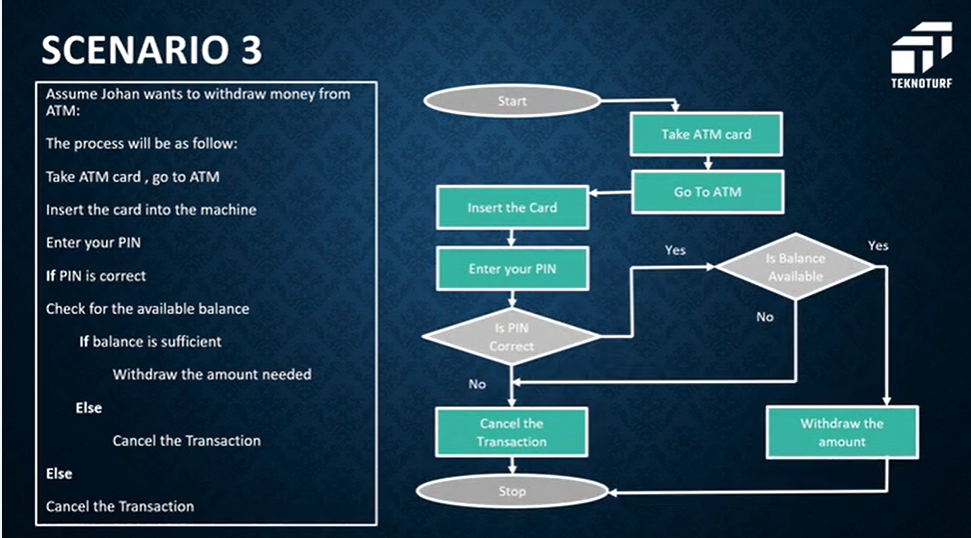 SCENARIO 3
TEKNOTURF
Assume Johan wants to withdraw money from
ATM:
The process will be as follow:
Take ATM card , go to ATM
Insert the card into the machine
Enter your PIN
If PIN is correct
Check for the available balance
If balance is sufficient
Withdraw the amount needed
Else
Cancel the Transaction
Else
Cancel the Transaction
Start
Take ATM card
Go To ATM
Insert the Card
Enter your PIN
Is PIN
Correct
Yes
Is Balance
Available
Yes
No
No
Cancel the
Transaction
Withdraw the
amount
Stop